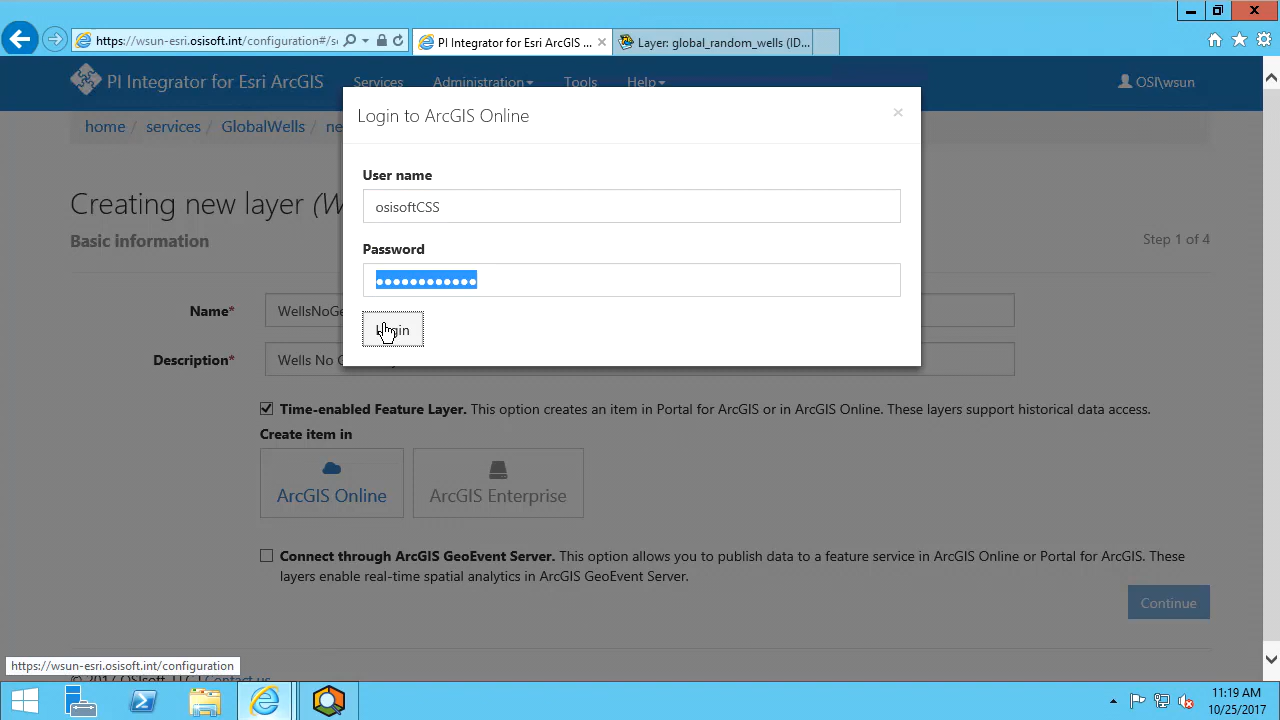 https://wsun-esri.osisoft.int/configuration#/s
PI Integrator for Esri ArcGIS ...
Layer: global_random_wells (ID...
PI Integrator for Esri ArcGIS
Services
Administration
Tools
Help
OSI\wsun
home / services / GlobalWells /
Login to ArcGIS Online
×
User name
osisoftCSS
Password
Login
Creating new layer
Basic information
Step 1 of 4
Name*
Description*
Wells No
Time-enabled Feature Layer. This option creates an item in Portal for ArcGIS or in ArcGIS Online. These layers support historical data access.
Create item in
ArcGIS Online
ArcGIS Enterprise
Connect through ArcGIS GeoEvent Server. This option allows you to publish data to a feature service in ArcGIS Online or Portal for ArcGIS. These
layers enable real-time spatial analytics in ArcGIS GeoEvent Server.
Continue
https://wsun-esri.osisoft.int/configuration
11:19 AM
10/25/2017